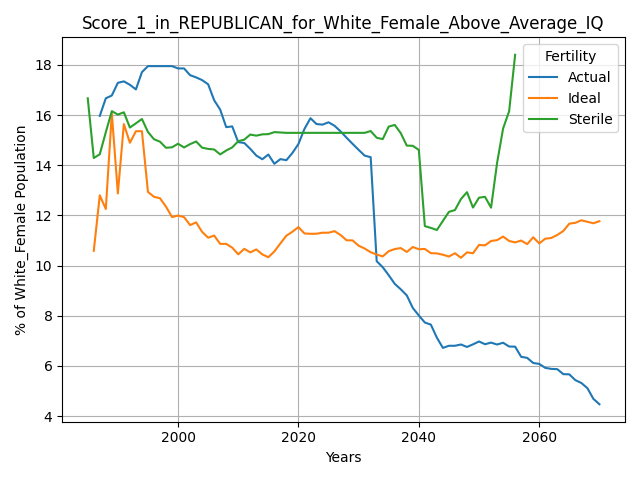 Score_1_in_REPUBLICAN_for_White_Female_Above_Average_IQ
Fertility
Actual
Ideal
Sterile
% of White_Female Population
18
16
14
12
10
8
6
4
2000
2020
2040
2060
Years